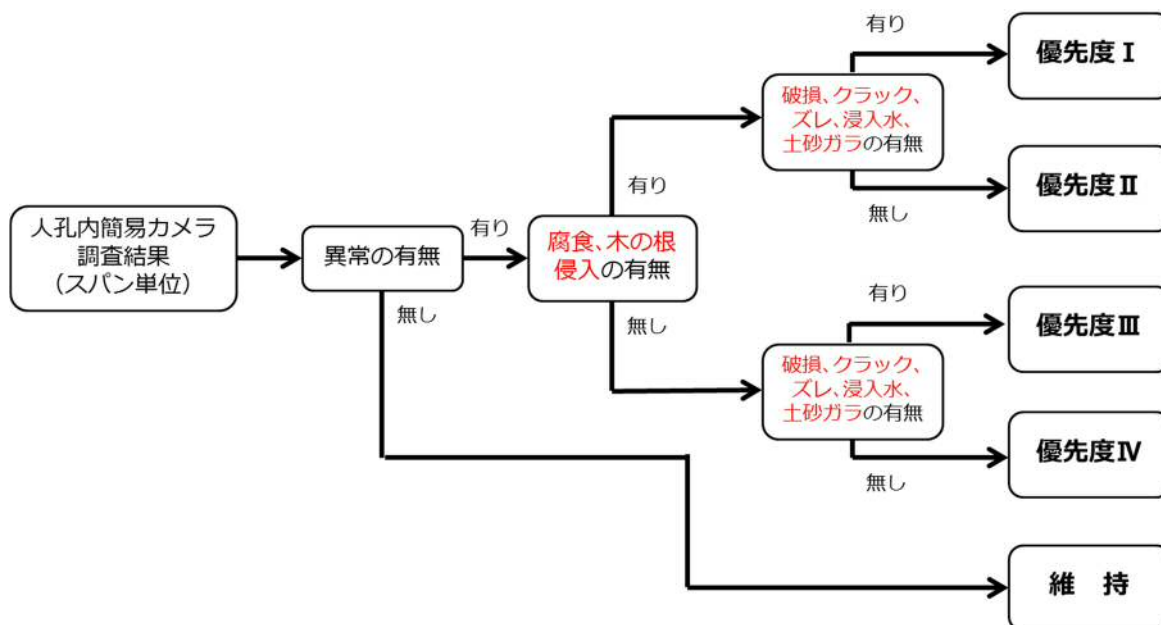 人孔内簡易カメラ
調査結果
（スパン単位）
異常の有無
有り
無し
腐食、木の根
侵入の有無
有り
無し
破損、クラック、
ズレ、浸入水、
土砂ガラの有無
有り
無し
優先度Ⅰ
優先度Ⅱ
破損、クラック、
ズレ、浸入水、
土砂ガラの有無
有り
無し
優先度Ⅲ
優先度Ⅳ
維　持